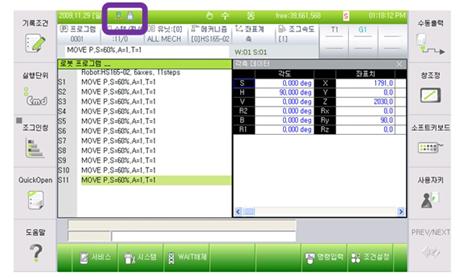 2009,11,29 [일
free:39,661,568
01:18:12 PM
기록조건
프로그램
0001
:11/0
유닛:[0]
ALL MECH
메커니즘
[0]HS165-02
좌표계
축
조그속도
[1]
T1
G1
수동출력
MOVE P,S=60%,A=1,T=1
W:01 S:01
로봇 프로그램 ...
각축 데이터
각도
좌표치
Robot:HS165-02, 6axes, 11steps
S1 MOVE P,S=60%,A=1,T=1
S2 MOVE P,S=60%,A=1,T=1
S3 MOVE P,S=60%,A=1,T=1
S4 MOVE P,S=60%,A=1,T=1
S5 MOVE P,S=60%,A=1,T=1
S6 MOVE P,S=60%,A=1,T=1
S7 MOVE P,S=60%,A=1,T=1
S8 MOVE P,S=60%,A=1,T=1
S9 MOVE P,S=60%,A=1,T=1
S10 MOVE P,S=60%,A=1,T=1
S11 MOVE P,S=60%,A=1,T=1
S 0,000 deg X 1791,0
H 90,000 deg Y 0,0
V 0,000 deg Z 2030,0
R2 0,000 deg Rx 0,0
B 0,000 deg Ry 90,0
R1 0,000 deg Rz 0,0
실행단위
Cmd
조그인칭
QuickOpen
도움말
창조정
소프트키보드
사용자키
PREV/NEXT
서비스
시스템
WAIT해제
명령입력
조건설정